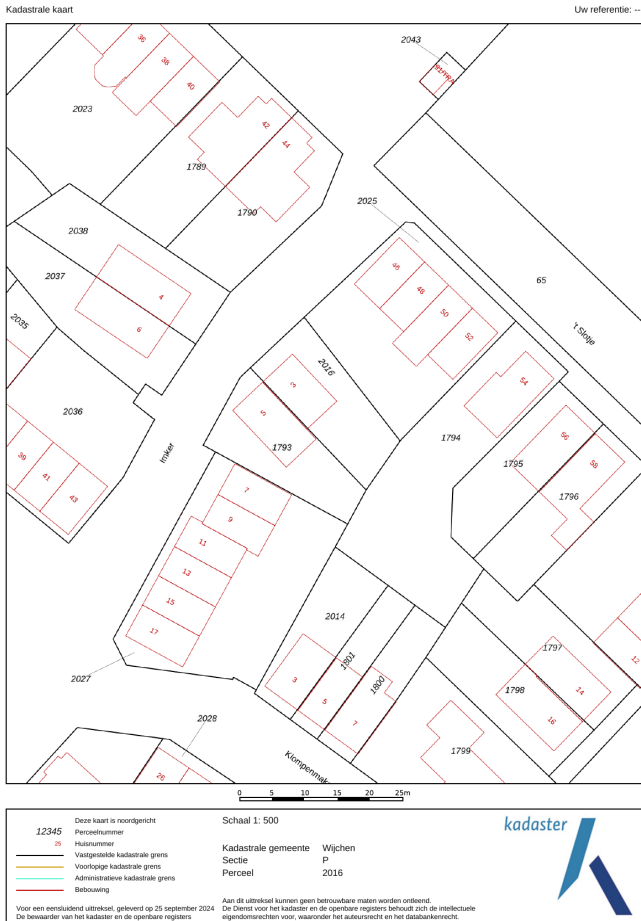 Kadastrale kaart
Uw referentie: --
2043
91PTRA
36
38
40
2023
42
44
1789
1790
2025
2038
2037
4
6
2035
46
48
50
52
65
't Slotje
2036
3
5
2016
54
1794
1793
Imker
56
58
1795
1796
39
41
43
7
9
11
13
15
17
2014
1801
1800
3
5
7
2027
2028
26
Klompenmak
1797
1798
14
16
12
1799
0 5 10 15 20 25m
Deze kaart is noordgericht
12345 Perceelnummer
25 Huisnummer
Vastgestelde kadastrale grens
Voorlopige kadastrale grens
Administratieve kadastrale grens
Bebouwing
Voor een eensluidend uittreksel, geleverd op 25 september 2024
De bewaarder van het kadaster en de openbare registers
Schaal 1: 500
Kadastrale gemeente Wijchen
Sectie P
Perceel 2016
Aan dit uittreksel kunnen geen betrouwbare maten worden ontleend.
De Dienst voor het kadaster en de openbare registers behoudt zich de intellectuele
eigendomsrechten voor, waaronder het auteursrecht en het databankenrecht.
kadaster